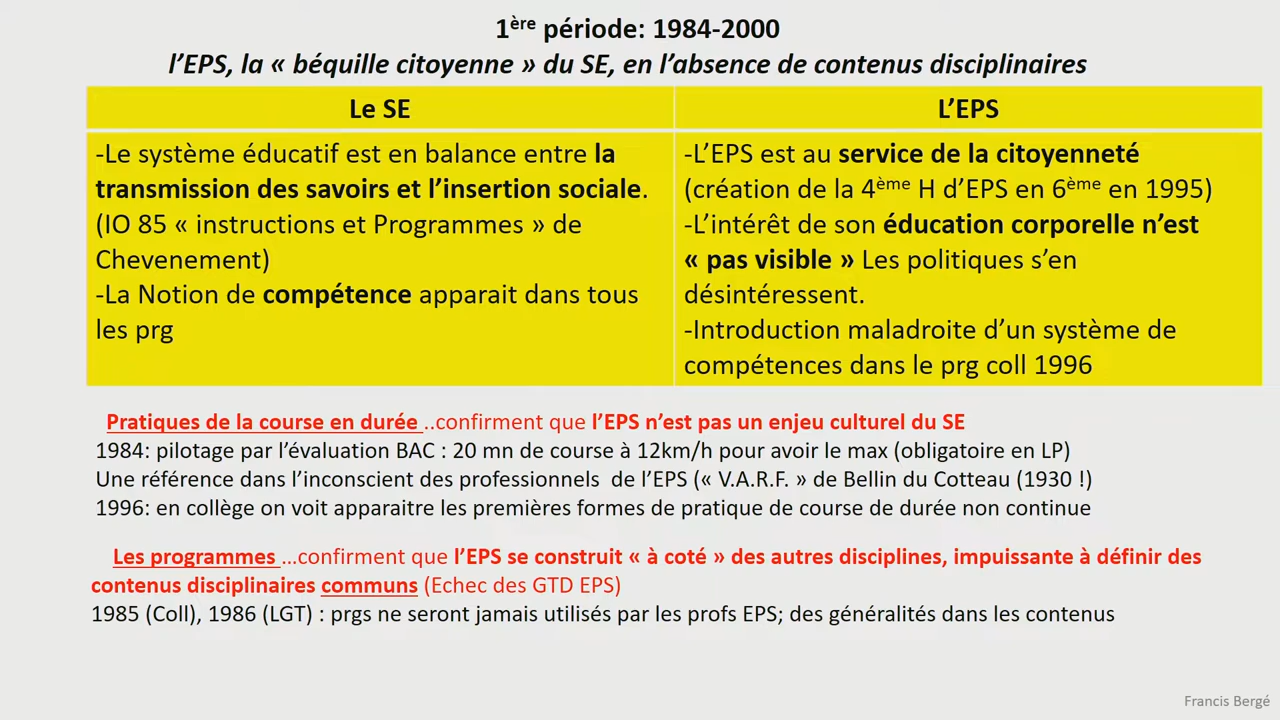 1ère période: 1984-2000
l'EPS, la « béquille citoyenne » du SE, en l'absence de contenus disciplinaires
Le SE
-Le système éducatif est en balance entre la
transmission des savoirs et l'insertion sociale.
(IO 85 « instructions et Programmes » de
Chevenement)
-La Notion de compétence apparait dans tous
les prg
L'EPS
-L'EPS est au service de la citoyenneté
(création de la 4ème H d'EPS en 6ème en 1995)
-L'intérêt de son éducation corporelle n'est
« pas visible » Les politiques s'en
désintéressent.
-Introduction maladroite d'un système de
compétences dans le prg coll 1996
Pratiques de la course en durée ..confirment que l'EPS n'est pas un enjeu culturel du SE
1984: pilotage par l'évaluation BAC : 20 mn de course à 12km/h pour avoir le max (obligatoire en LP)
Une référence dans l'inconscient des professionnels de l'EPS (« V.A.R.F. » de Bellin du Cotteau (1930 !)
1996: en collège on voit apparaitre les premières formes de pratique de course de durée non continue
Les programmes ...confirment que l'EPS se construit « à coté » des autres disciplines, impuissante à définir des
contenus disciplinaires communs (Echec des GTD EPS)
1985 (Coll), 1986 (LGT) : prgs ne seront jamais utilisés par les profs EPS; des généralités dans les contenus
Francis Bergé